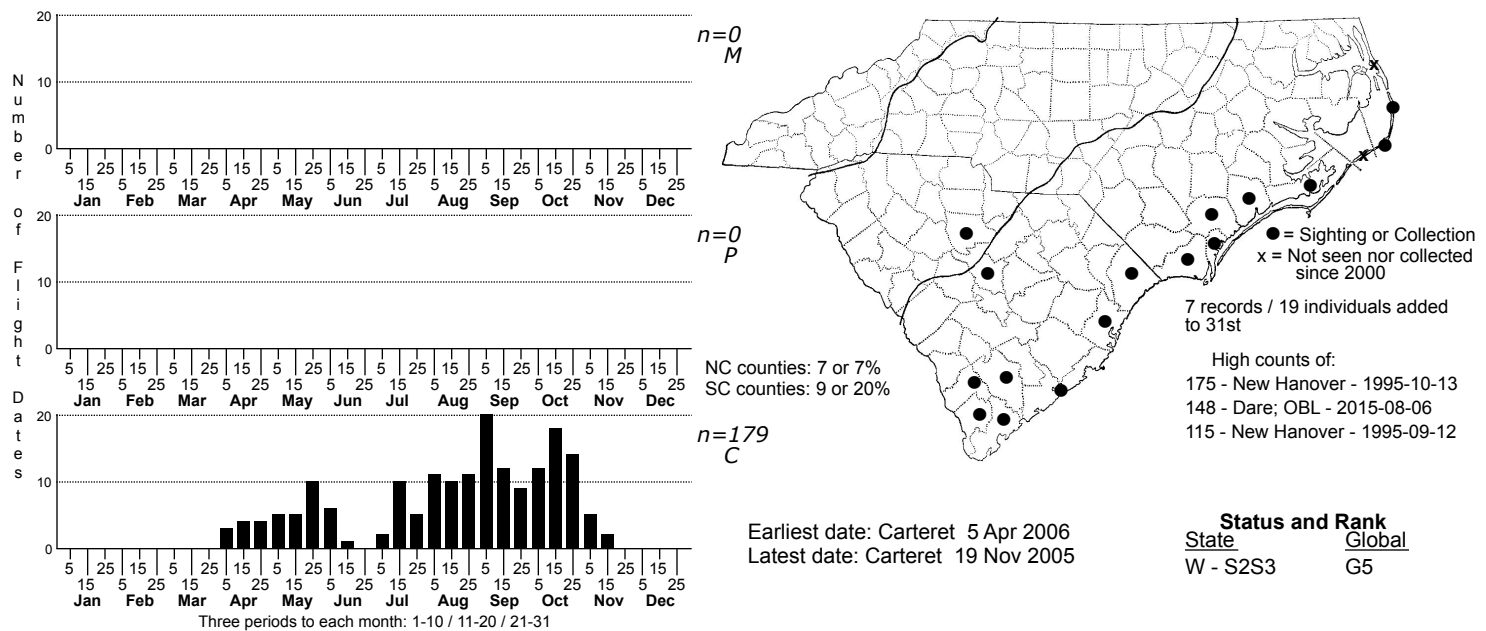 Number of Flight Dates
20
10
0
5 15 25 5 15 25 5 15 25 5 15 25 5 15 25 5 15 25 5 15 25 5 15 25 5 15 25 5 15 25 5 15 25 5 15 25
Jan Feb Mar Apr May Jun Jul Aug Sep Oct Nov Dec
n=0
M
20
10
0
5 15 25 5 15 25 5 15 25 5 15 25 5 15 25 5 15 25 5 15 25 5 15 25 5 15 25 5 15 25 5 15 25 5 15 25
Jan Feb Mar Apr May Jun Jul Aug Sep Oct Nov Dec
n=0
P
20
10
0
5 15 25 5 15 25 5 15 25 5 15 25 5 15 25 5 15 25 5 15 25 5 15 25 5 15 25 5 15 25 5 15 25 5 15 25
Jan Feb Mar Apr May Jun Jul Aug Sep Oct Nov Dec
n=179
C
Three periods to each month: 1-10 / 11-20 / 21-31
NC counties: 7 or 7%
SC counties: 9 or 20%
x
x
= Sighting or Collection
x = Not seen nor collected
since 2000
7 records / 19 individuals added
to 31st
High counts of:
175 - New Hanover - 1995-10-13
148 - Dare; OBL - 2015-08-06
115 - New Hanover - 1995-09-12
Earliest date: Carteret 5 Apr 2006
Latest date: Carteret 19 Nov 2005
Status and Rank
State Global
W - S2S3 G5